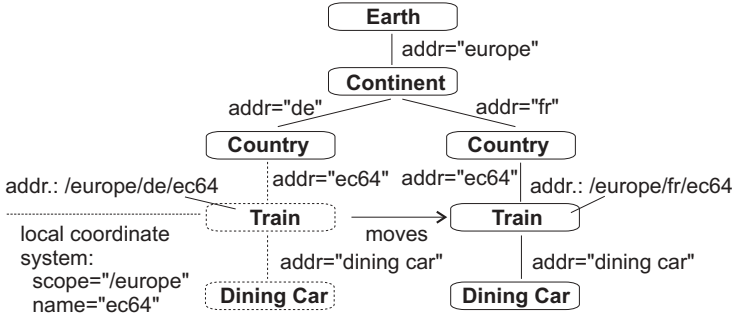 Earth
addr="europe"
Continent
addr="de"
addr="fr"
Country
Country
addr="ec64"
addr="ec64"
addr.: /europe/de/ec64
addr.: /europe/fr/ec64
Train
moves
Train
local coordinate
system:
scope="/europe"
name="ec64"
addr="dining car"
addr="dining car"
Dining Car
Dining Car